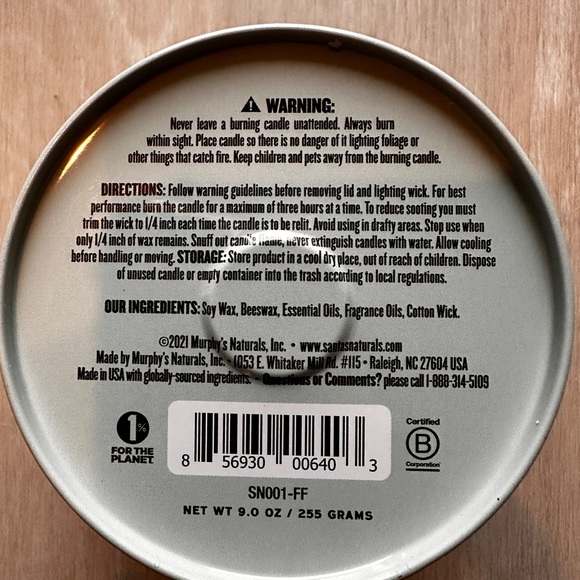 ⚠ WARNING:
Never leave a burning candle unattended. Always burn
within sight. Place candle so there is no danger of it lighting foliage or
other things that catch fire. Keep children and pets away from the burning candle.
DIRECTIONS: Follow warning guidelines before removing lid and lighting wick. For best
performance burn the candle for a maximum of three hours at a time. To reduce sooting you must
trim the wick to 1/4 inch each time the candle is to be relit. Avoid using in drafty areas. Stop use when
only 1/4 inch of wax remains. Snuff out candle flame, never extinguish candles with water. Allow cooling
before handling or moving. STORAGE: Store product in a cool dry place, out of reach of children. Dispose
of unused candle or empty container into the trash according to local regulations.
OUR INGREDIENTS: Soy Wax, Beeswax, Essential Oils, Fragrance Oils, Cotton Wick.
©2021 Murphy's Naturals, Inc. • www.santasnaturals.com
Made by Murphy's Naturals, Inc. • 1053 E. Whitaker Mill Rd. #115 • Raleigh, NC 27604 USA
Made in USA with globally-sourced ingredients. • Questions or Comments? please call 1-888-314-5109
1%
FOR THE
PLANET
8 56930 00640 3
Certified
B
Corporation
SN001-FF
NET WT 9.0 OZ / 255 GRAMS